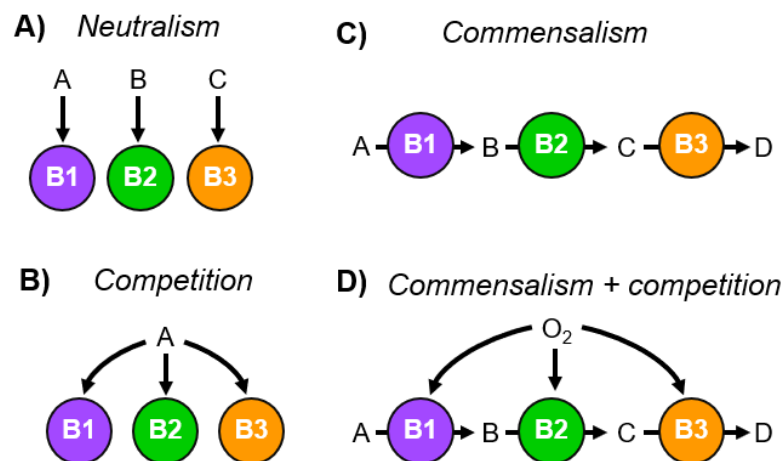 A) Neutralism
A B C
B1 B2 B3
B) Competition
A
B1 B2 B3
C) Commensalism
A B1 B B2 C B3 D
D) Commensalism + competition
O₂
A B1 B B2 C B3 D